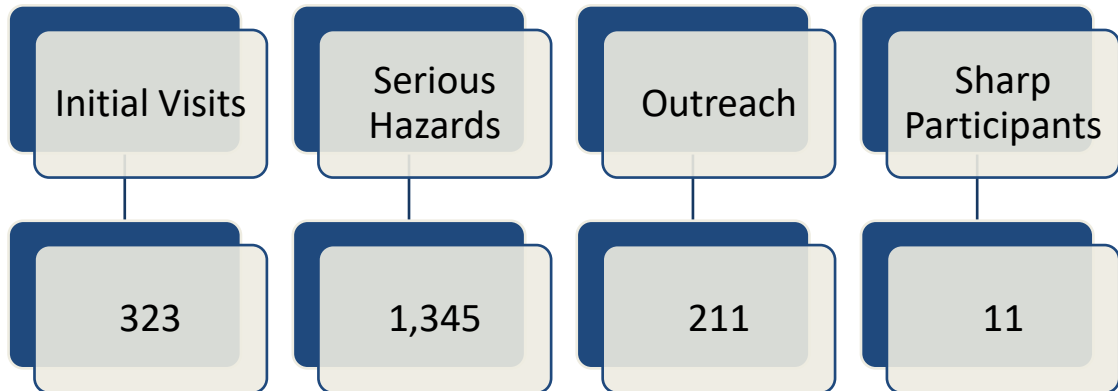 Initial Visits
Serious
Hazards
Outreach
Sharp
Participants
323
1,345
211
11